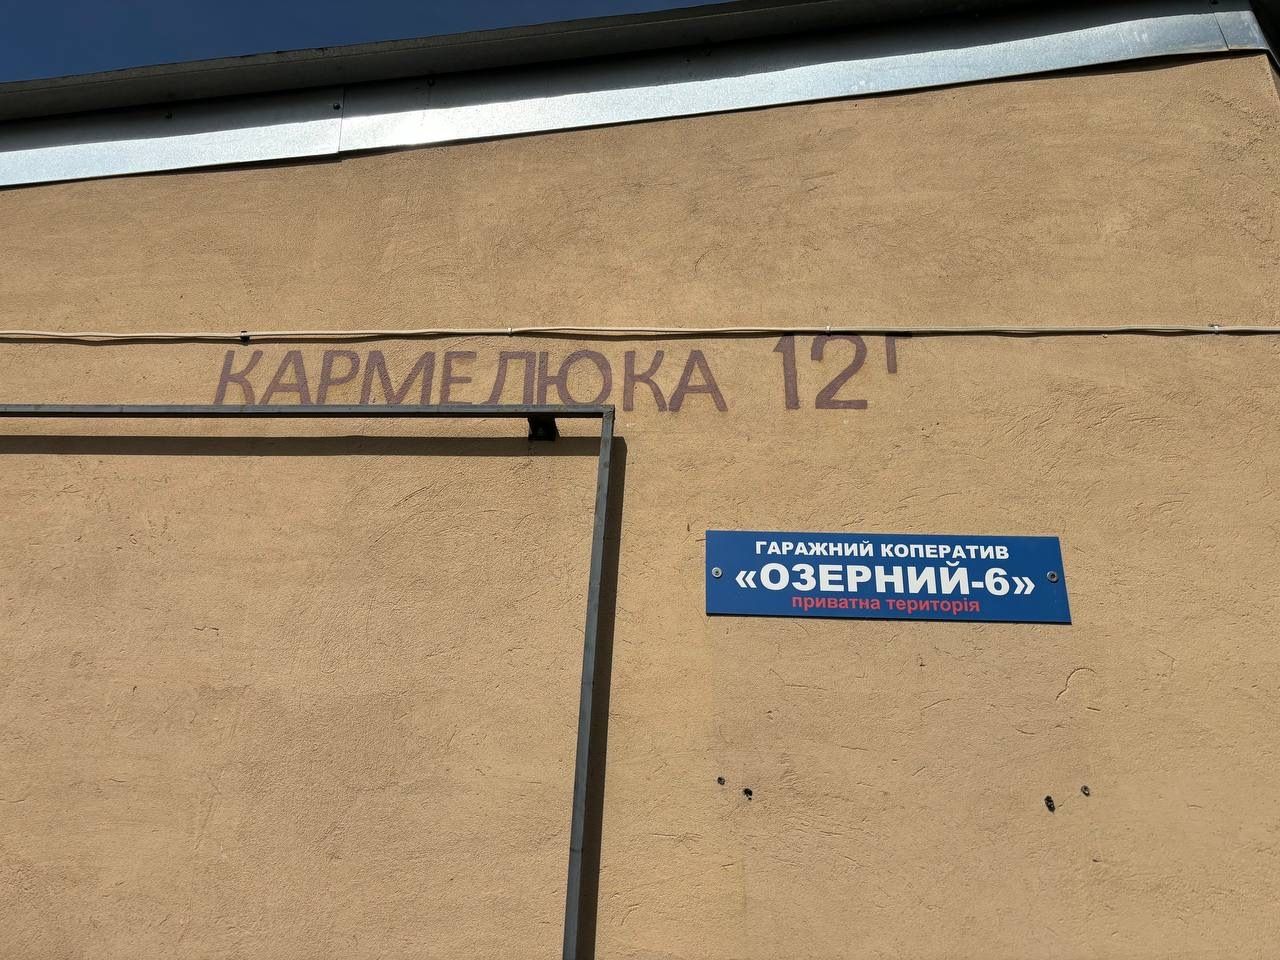 КАРМЕЛЮКА 12Г
ГАРАЖНИЙ КОПЕРАТИВ
«ОЗЕРНИЙ-6»
приватна територія